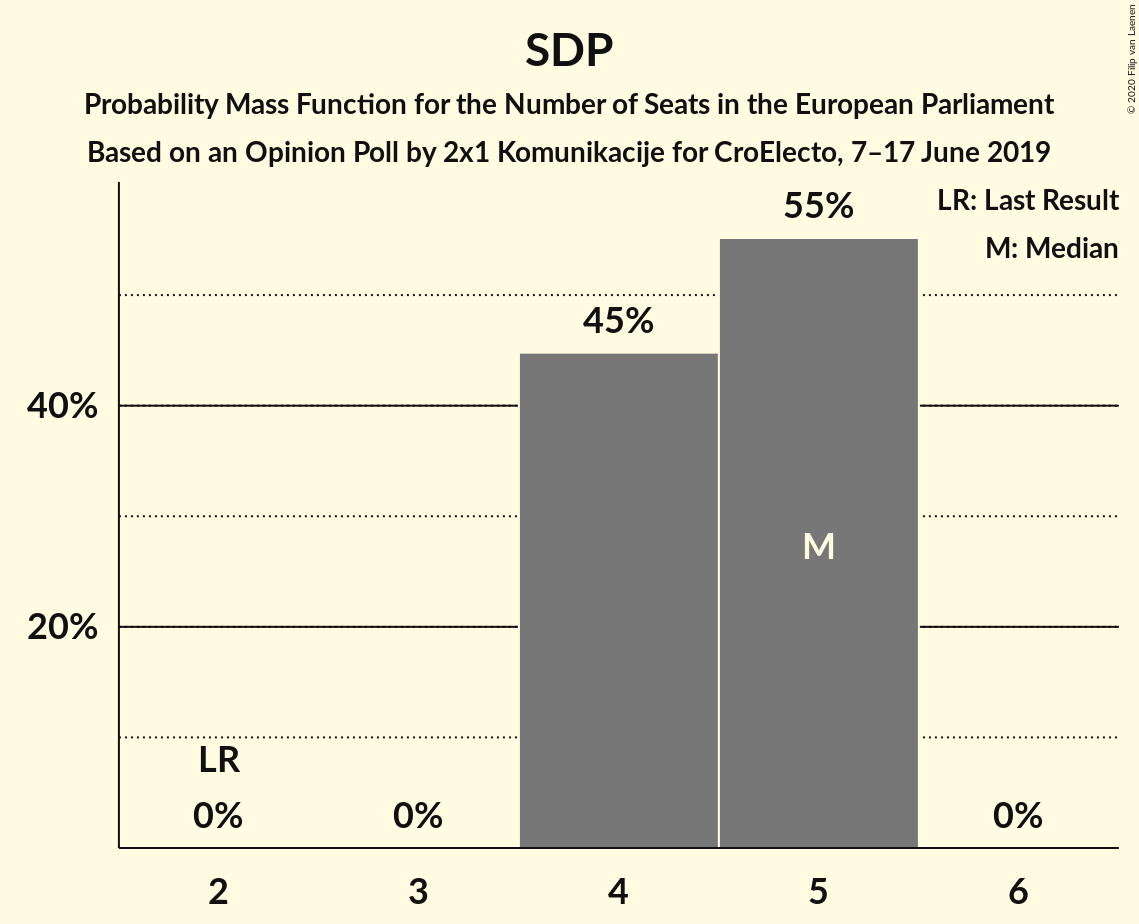 SDP
Probability Mass Function for the Number of Seats in the European Parliament
Based on an Opinion Poll by 2x1 Komunikacije for CroElecto, 7–17 June 2019
© 2020 Filip van Laenen
LR: Last Result
M: Median
55%
45%
40%
M
20%
LR
0%
0%
0%
2
3
4
5
6